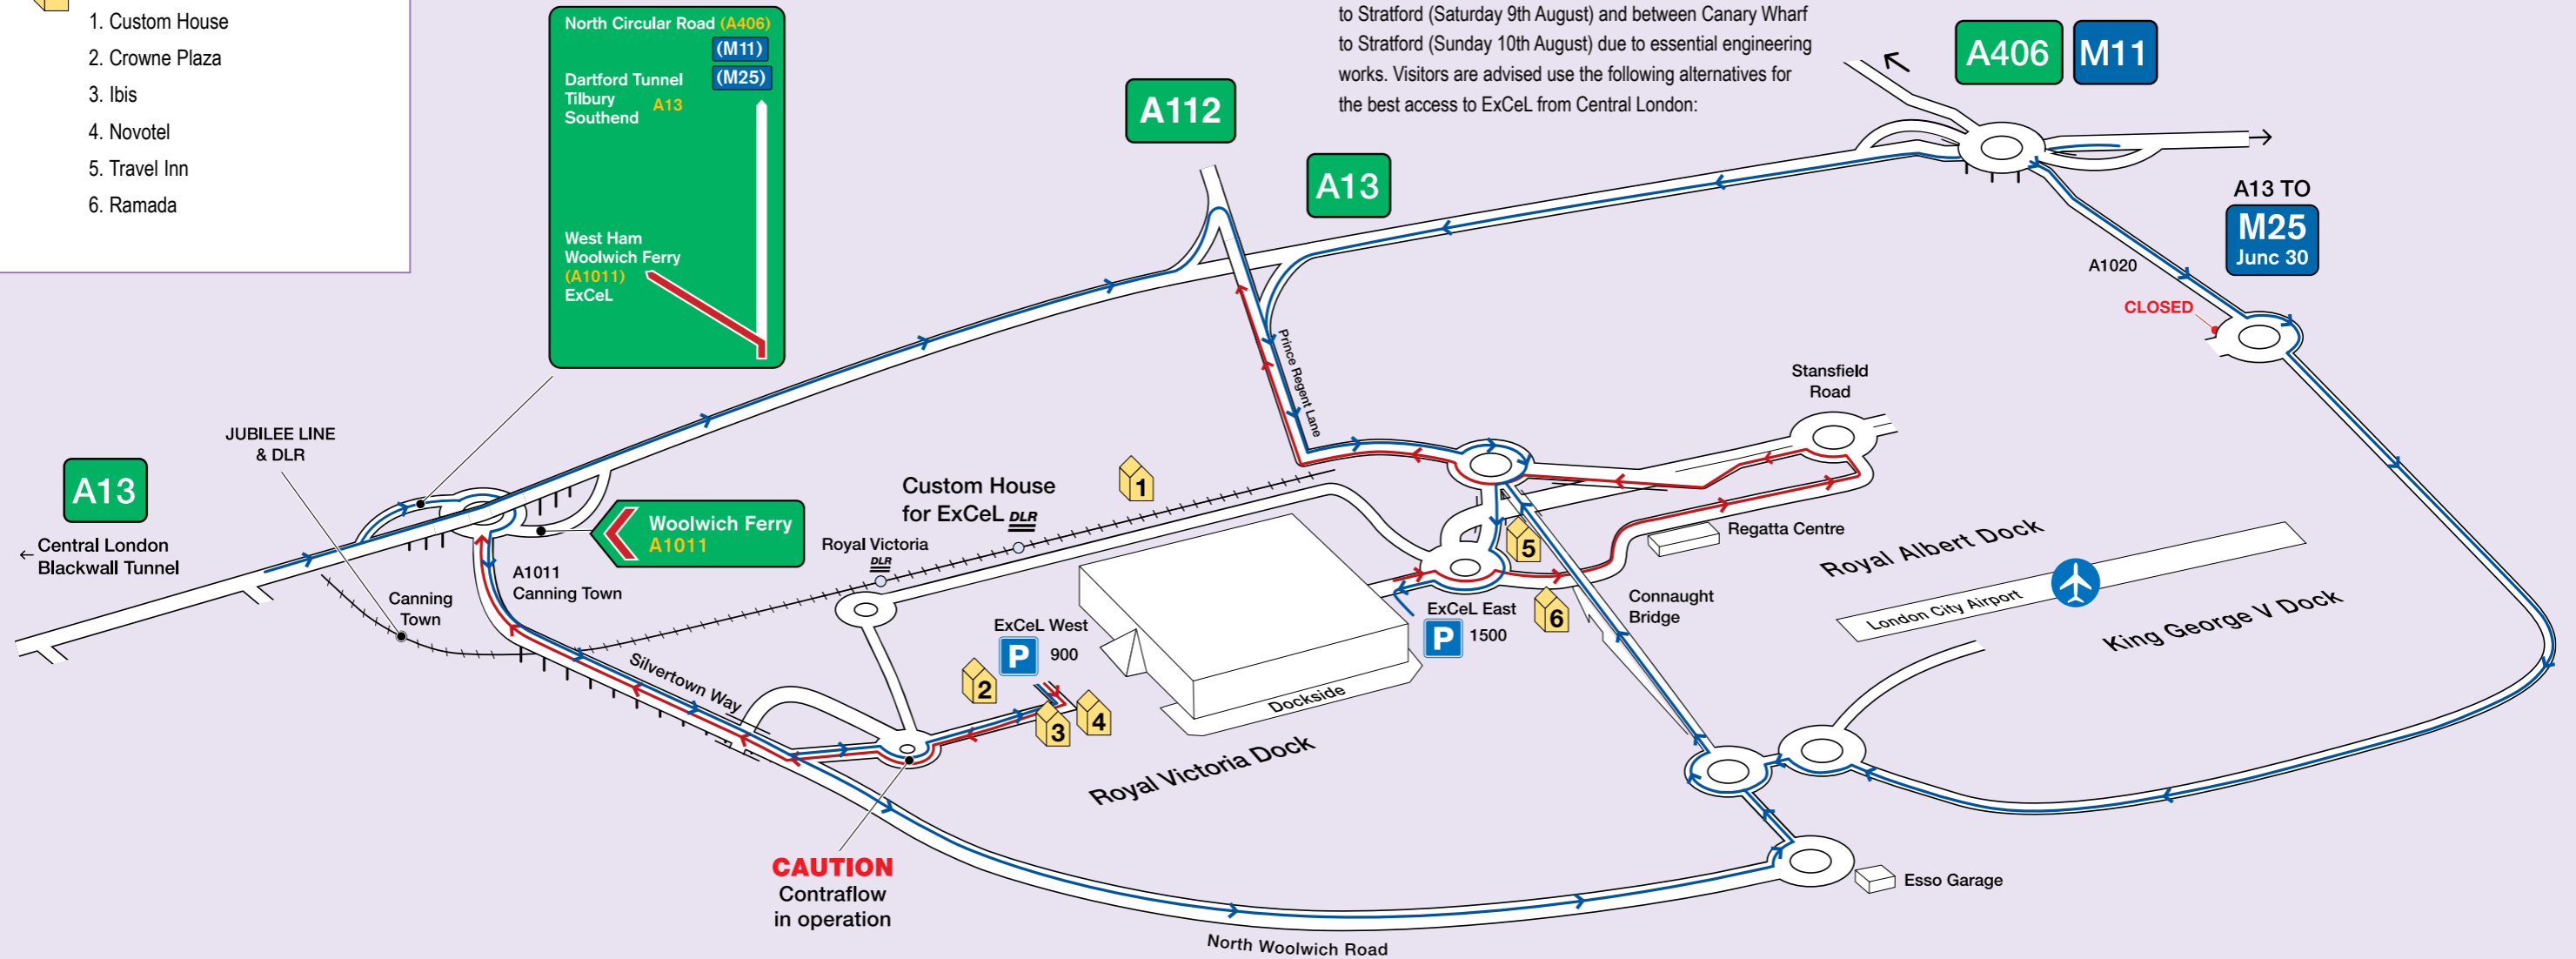 1. Custom House
2. Crowne Plaza
3. Ibis
4. Novotel
5. Travel Inn
6. Ramada
North Circular Road (A406)
(M11)
(M25)
Dartford Tunnel
Tilbury
Southend
A13
West Ham
Woolwich Ferry
(A1011)
ExCeL
to Stratford (Saturday 9th August) and between Canary Wharf
to Stratford (Sunday 10th August) due to essential engineering
works. Visitors are advised use the following alternatives for
the best access to ExCeL from Central London:
A112
A13
A406
M11
A13 TO
M25
Junc 30
A1020
CLOSED
Prince Regent Lane
Stansfield
Road
JUBILEE LINE
& DLR
A13
Central London
Blackwall Tunnel
Woolwich Ferry
A1011
A1011
Canning Town
Canning
Town
Custom House
for ExCeL DLR
1
Royal Victoria
DLR
5
Regatta Centre
Royal Albert Dock
London City Airport
King George V Dock
Connaught
Bridge
ExCeL East
P 1500
6
ExCeL West
P 900
2
3
4
Silvertown Way
Dockside
Royal Victoria Dock
CAUTION
Contraflow
in operation
Esso Garage
North Woolwich Road